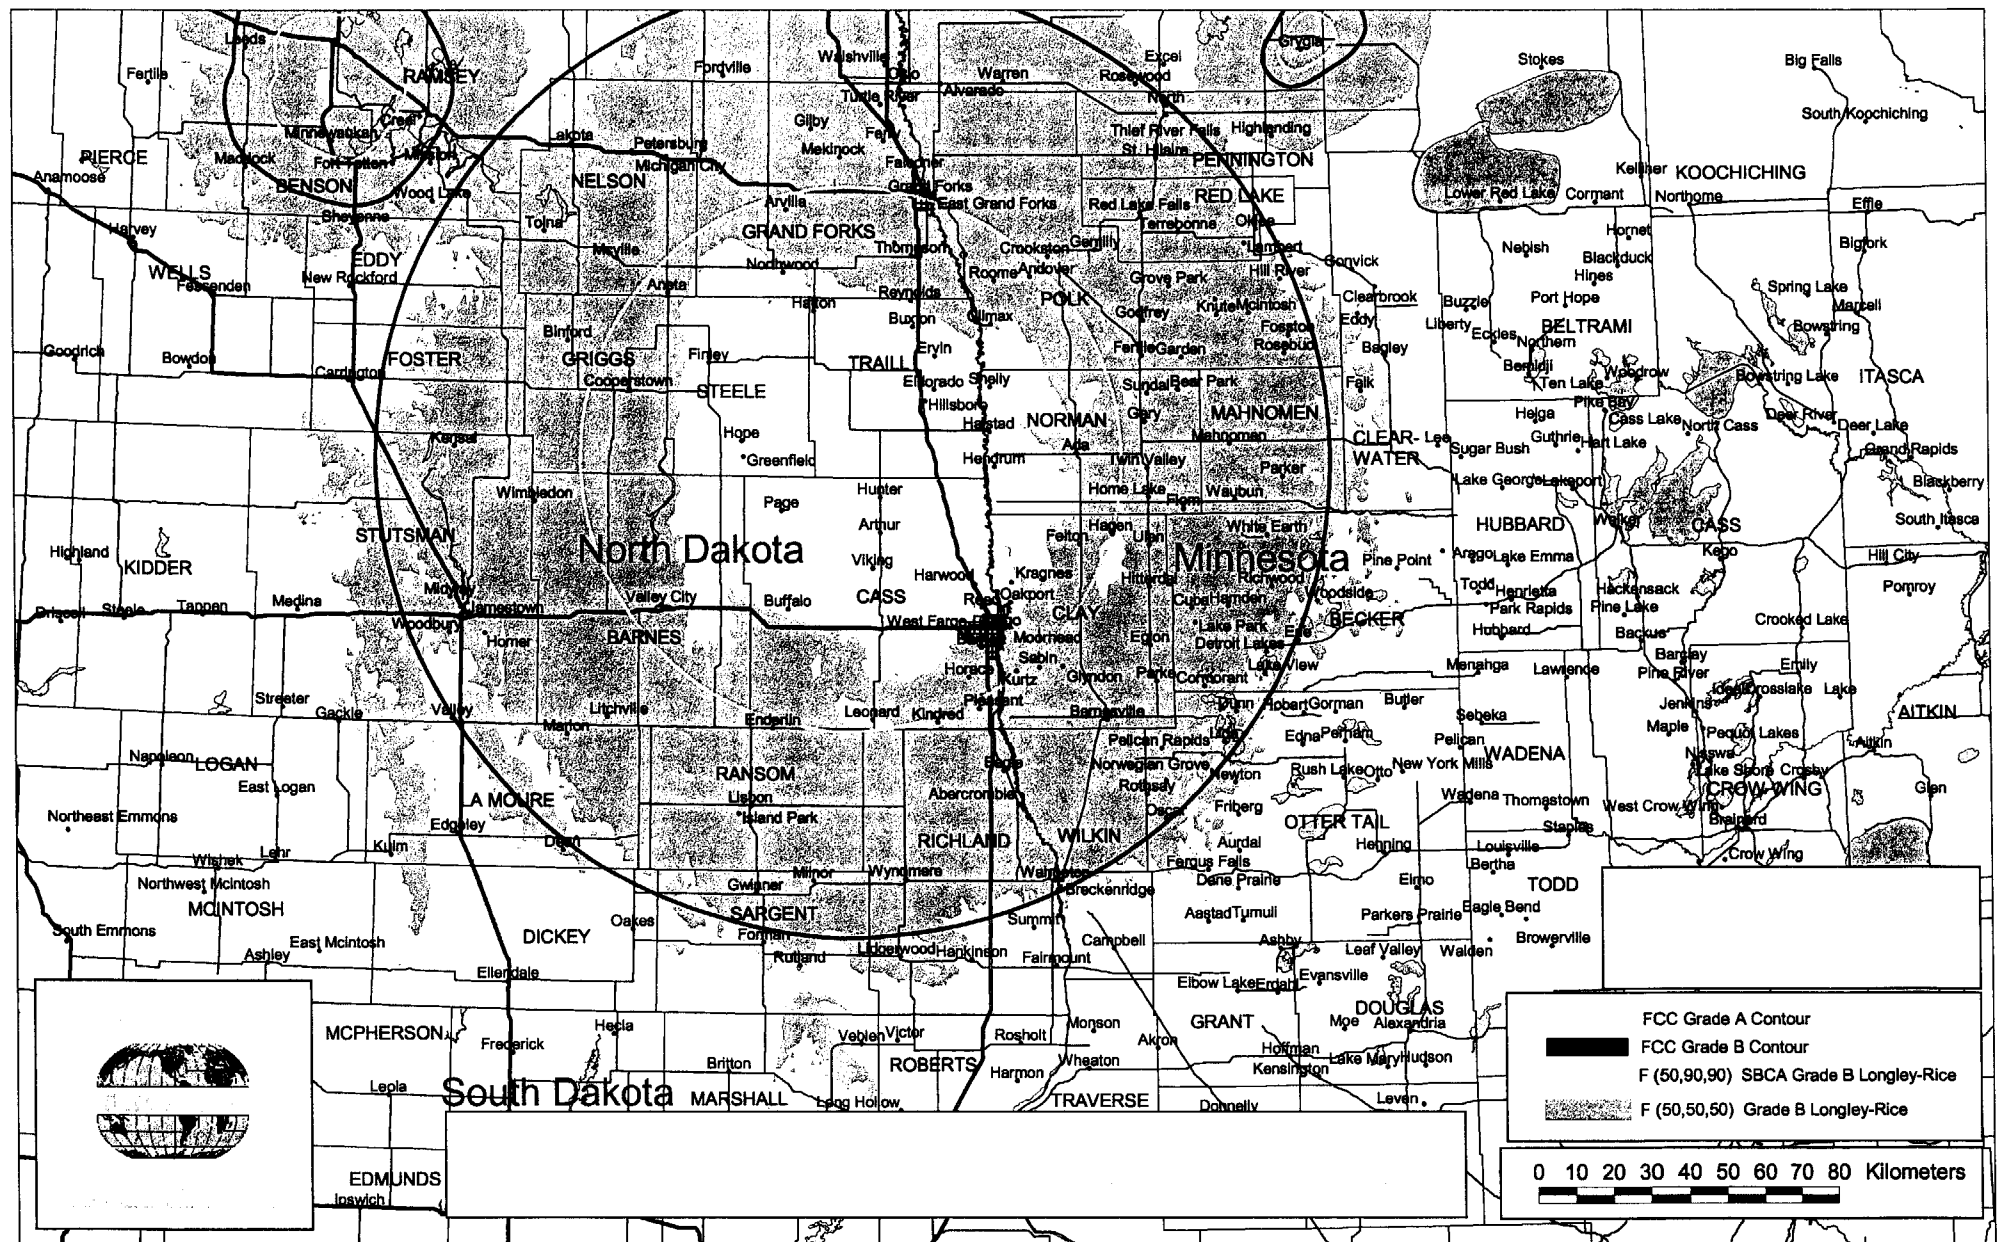 Leeds
Walshville
Fordville
Excel
Grygla
Stokes
Big Falls
Fertile
RAMSEY
Oslo
Warren
Rosewood
Alvarado
Turtle River
North
South Koochiching
Minnewaukan
Creel
Lakota
Gilby
Ferry
Thief River Falls
Highlanding
PIERCE
Maddock
Fort Totten
Mission
Petersburg
Mekinock
St. Hilaire
PENNINGTON
Anamoose
BENSON
Wood Lake
NELSON
Michigan City
Falconer
Kelliher
KOOCHICHING
Grand Forks
Lower Red Lake
Cormant
Northome
Effie
Arvilla
East Grand Forks
Red Lake Falls
RED LAKE
Sheyenne
Tolna
GRAND FORKS
Terrebonne
Harvey
Thompson
Crookston
Gentilly
Lambert
Nebish
Hornet
Bigfork
EDDY
WELLS
New Rockford
Northwood
Roome
Andover
Grove Park
Hill River
Gonvick
Blackduck
Hines
Fessenden
Aneta
Hatton
Reynolds
POLK
Knute
McIntosh
Clearbrook
Buzzle
Port Hope
Spring Lake
Marcell
Binford
Buxton
Climax
Godfrey
Fosston
Eddy
Liberty
Eckles
BELTRAMI
Northern
Bowstring
Goodrich
Bowdon
FOSTER
GRIGGS
Finley
TRAILL
Ervin
Fertile
Garden
Rosebud
Bagley
Carrington
Cooperstown
STEELE
Eldorado
Shelly
Sundal
Bear Park
Falk
Bemidji
Ten Lake
Woodrow
Bowstring Lake
ITASCA
Hillsboro
Pike Bay
Halstad
NORMAN
Gary
MAHNOMEN
Helga
Cass Lake
North Cass
Deer River
Deer Lake
Kensal
Hope
Ada
Mahnomen
CLEAR-
WATER
Lee
Guthrie
Hart Lake
Sugar Bush
Grand Rapids
Greenfield
Hendrum
Twin Valley
Parker
Wimbledon
Hunter
Home Lake
Flom
Waubun
Lake George
Lakeport
Blackberry
Page
STUTSMAN
Arthur
Felton
Hagen
Ulen
White Earth
HUBBARD
Walker
CASS
South Itasca
Highland
KIDDER
North Dakota
Viking
Minnesota
Pine Point
Arago
Lake Emma
Kego
Hill City
Harwood
Kragnes
Hitterdal
Richwood
Todd
Henrietta
Hackensack
Pomroy
Driscoll
Steele
Tappen
Medina
Jamestown
Valley City
Buffalo
CASS
Reed
Oakport
CLAY
Cuba
Hamden
Woodside
Park Rapids
Pine Lake
Woodbury
West Fargo
Fargo
Lake Park
BECKER
Hubbard
Backus
Crooked Lake
Homer
BARNES
Moorhead
Eglon
Detroit Lakes
Erie
Horace
Sabin
Lake View
Menahga
Lawrence
Barclay
Emily
Kurtz
Glyndon
Parke
Cormorant
Pine River
Streeter
Gackle
Valley
Litchville
Leonard
Kindred
Pleasant
Barnesville
Dunn
Hobart
Gorman
Butler
Ideal
Crosslake
Lake
Jenkins
Marion
Enderlin
Sebeka
Maple
Pequot Lakes
AITKIN
Napoleon
LOGAN
East Logan
RANSOM
Eagle
Pelican Rapids
Edna
Perham
Pelican
WADENA
Nisswa
Aitkin
Norwegian Grove
Newton
Rush Lake
Otto
New York Mills
Lake Shore
Crosby
LA MOURE
Lisbon
Abercrombie
Rothsay
CROW WING
Glen
Northeast Emmons
Edgeley
Island Park
Oscar
Friberg
OTTER TAIL
Wadena
Thomastown
West Crow Wing
Brainerd
Kulm
Dean
RICHLAND
WILKIN
Aurdal
Henning
Staples
Louisville
Wishek
Lehr
Milnor
Wyndmere
Wahpeton
Fergus Falls
Bertha
Crow Wing
Northwest McIntosh
MCINTOSH
Gwinner
Breckenridge
Dane Prairie
Elmo
TODD
South Emmons
East McIntosh
Ashley
Oakes
DICKEY
SARGENT
Forman
Summit
Aastad
Tumuli
Parkers Prairie
Eagle Bend
Rutland
Lidgerwood
Hankinson
Campbell
Ashby
Leaf Valley
Walden
Browerville
Ellendale
Fairmount
Elbow Lake
Erdahl
Evansville
MCPHERSON
Hecla
Frederick
Veblen
Victor
Rosholt
Monson
GRANT
Akron
DOUGLAS
Moe
Alexandria
FCC Grade A Contour
Leola
Britton
ROBERTS
Harmon
Wheaton
Hoffman
Kensington
Lake Mary
Hudson
FCC Grade B Contour
South Dakota
MARSHALL
Long Hollow
TRAVERSE
Donnelly
Leven
F (50,90,90) SBCA Grade B Longley-Rice
F (50,50,50) Grade B Longley-Rice
EDMUNDS
Ipswich
0 10 20 30 40 50 60 70 80 Kilometers